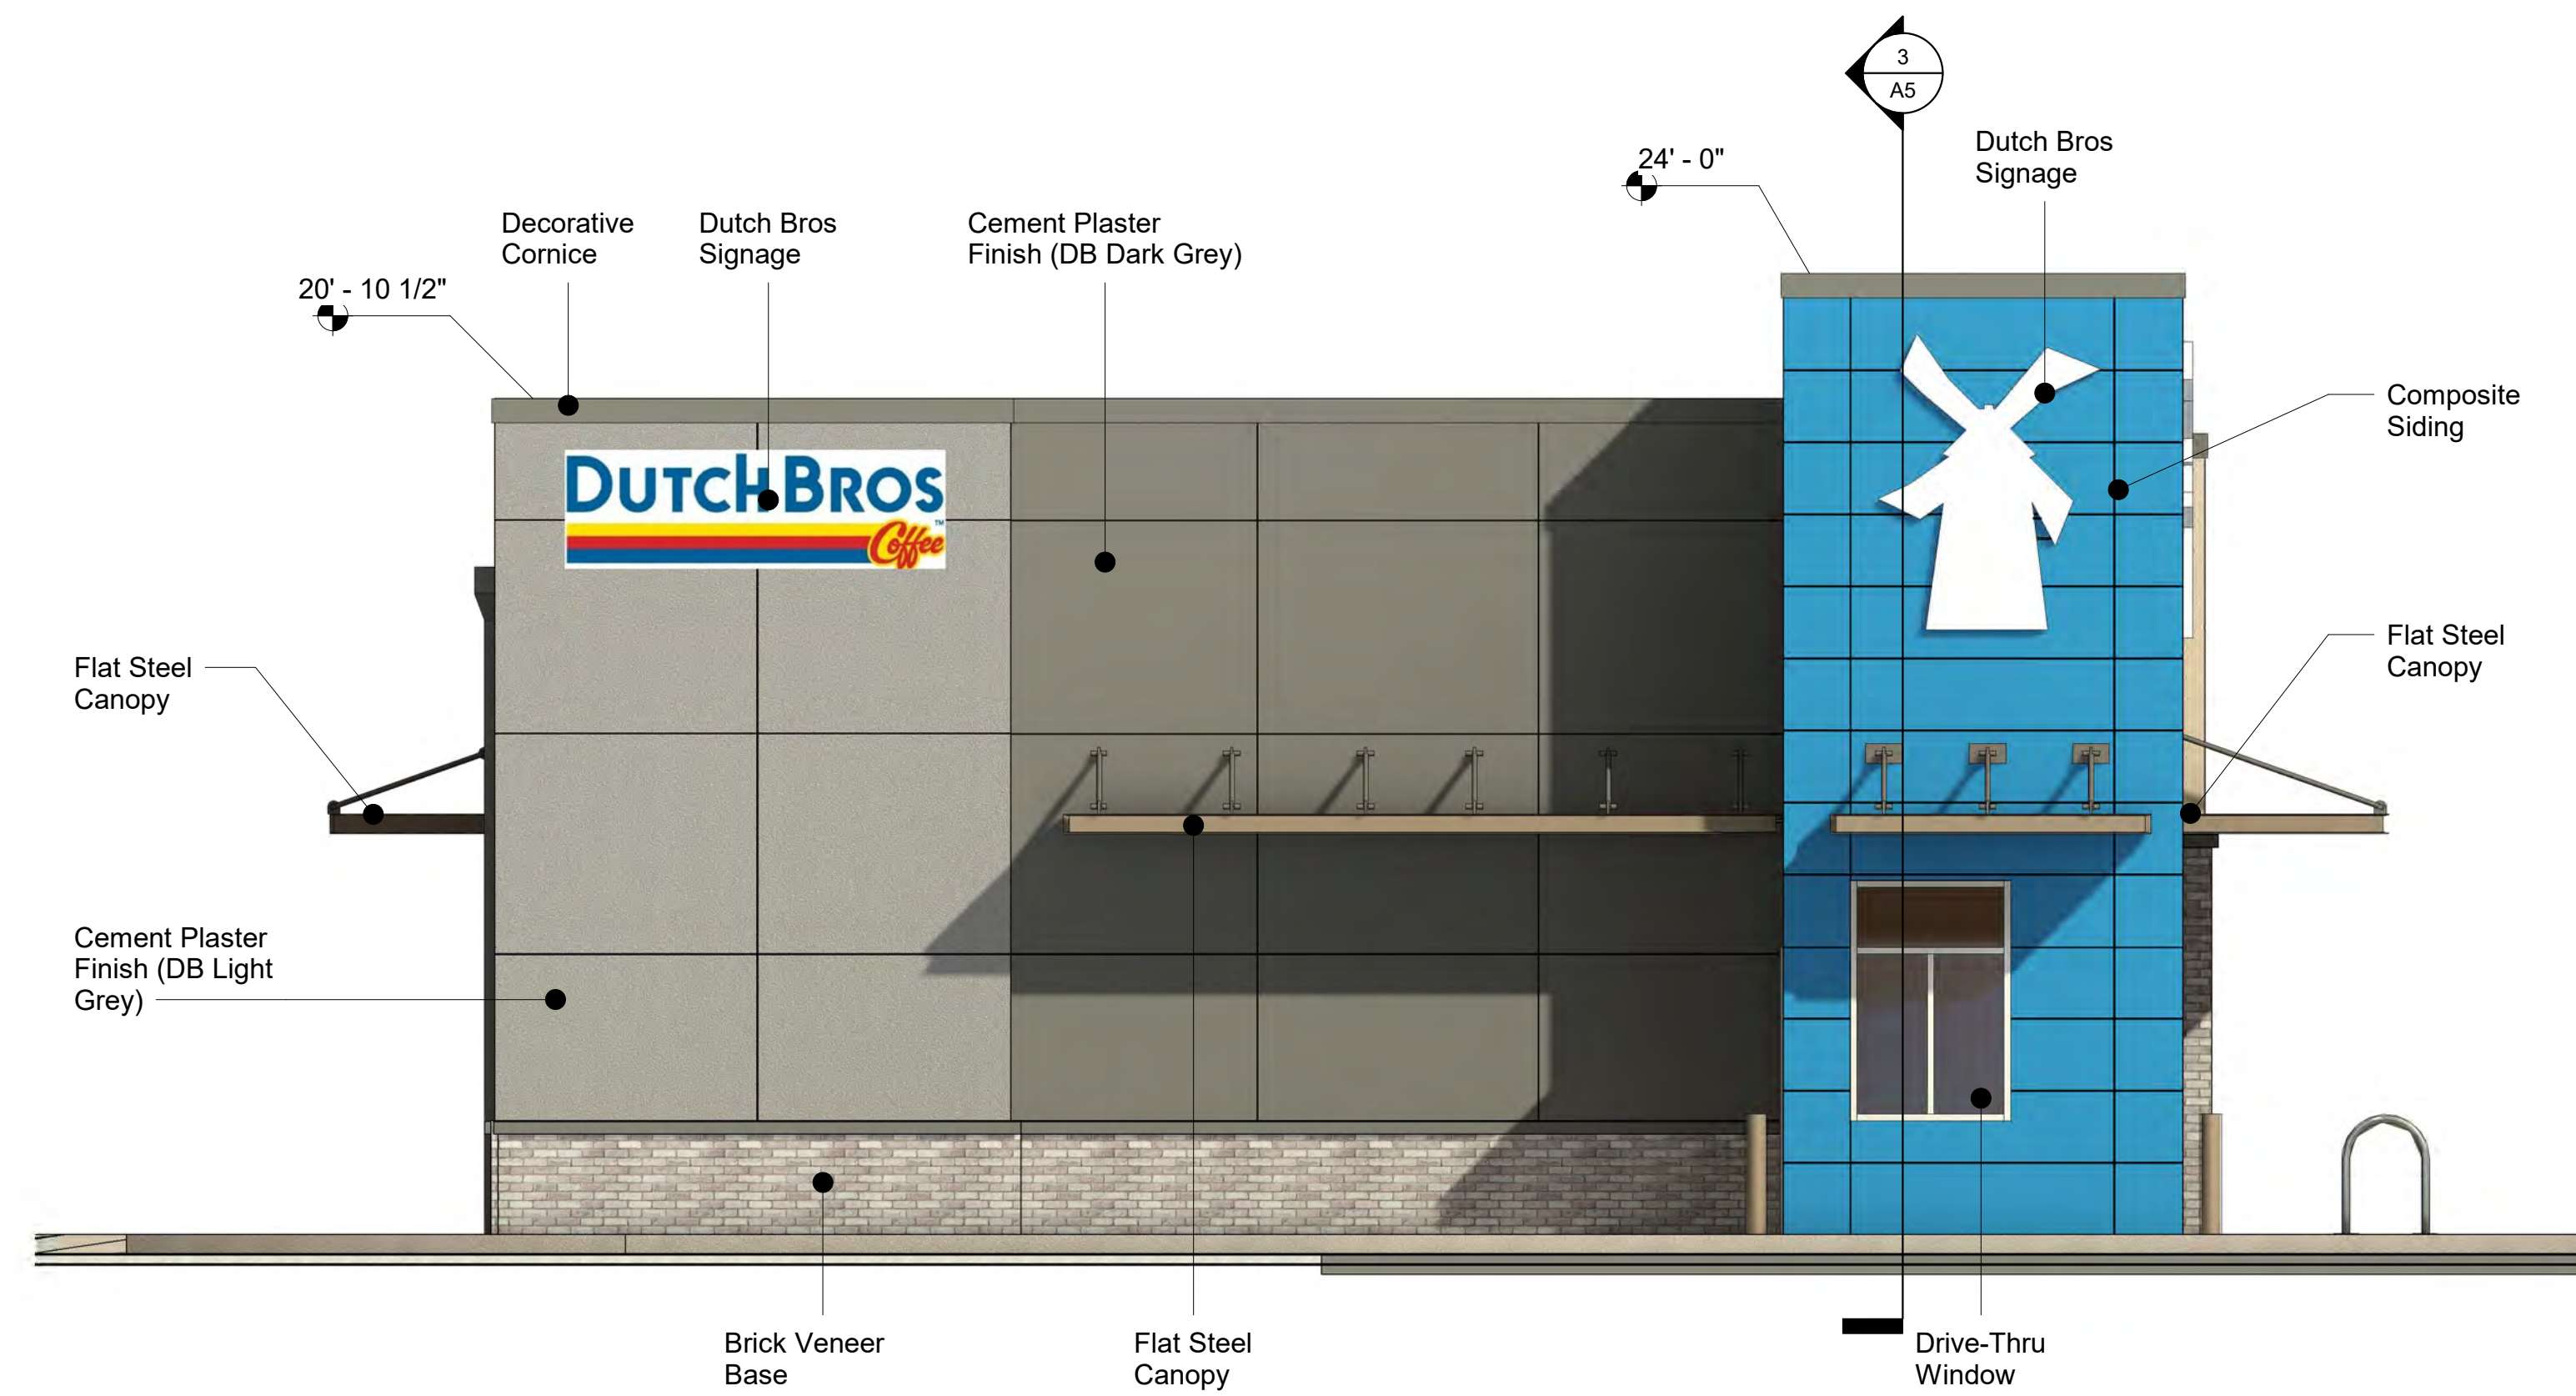 3
A5
Dutch Bros
Signage
24' - 0"
Decorative
Cornice
Dutch Bros
Signage
Cement Plaster
Finish (DB Dark Grey)
20' - 10 1/2"
Composite
Siding
DUTCH BROS
Coffee
TM
Flat Steel
Canopy
Flat Steel
Canopy
Cement Plaster
Finish (DB Light
Grey)
Brick Veneer
Base
Flat Steel
Canopy
Drive-Thru
Window